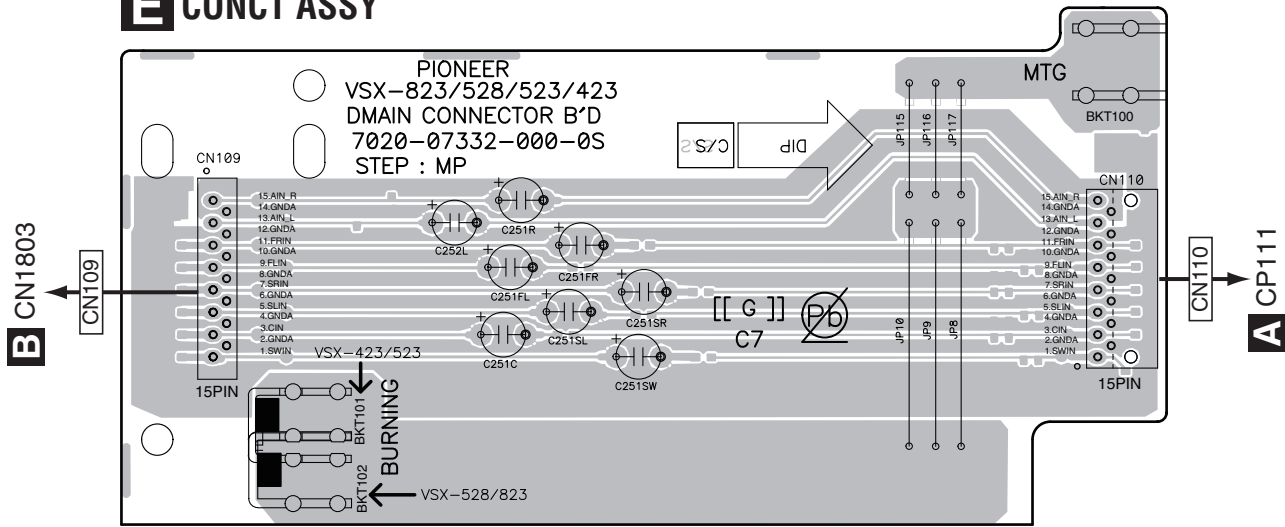 E CONCT ASSY
PIONEER
VSX-823/528/523/423
DMAIN CONNECTOR B'D
7020-07332-000-0S
STEP : MP
C/S
C/S
DIP
MTG
BKT100
JP115
JP116
JP117
CN109
CN110
15.AIN_R
14.GNDA
13.AIN_L
12.GNDA
11.FRIN
10.GNDA
9.FLIN
8.GNDA
7.SRIN
6.GNDA
5.SLIN
4.GNDA
3.CIN
2.GNDA
1.SWIN
15PIN
+
C251R
+
C252L
+
C251FR
+
C251FL
+
C251SR
+
C251SL
+
C251C
+
C251SW
[[ G ]]
C7
Pb
JP10
JP9
JP8
15.AIN_R
14.GNDA
13.AIN_L
12.GNDA
11.FRIN
10.GNDA
9.FLIN
8.GNDA
7.SRIN
6.GNDA
5.SLIN
4.GNDA
3.CIN
2.GNDA
1.SWIN
15PIN
B CN1803
CN109
CN110
A CP111
VSX-423/523
BKT101
BURNING
BKT102
VSX-528/823